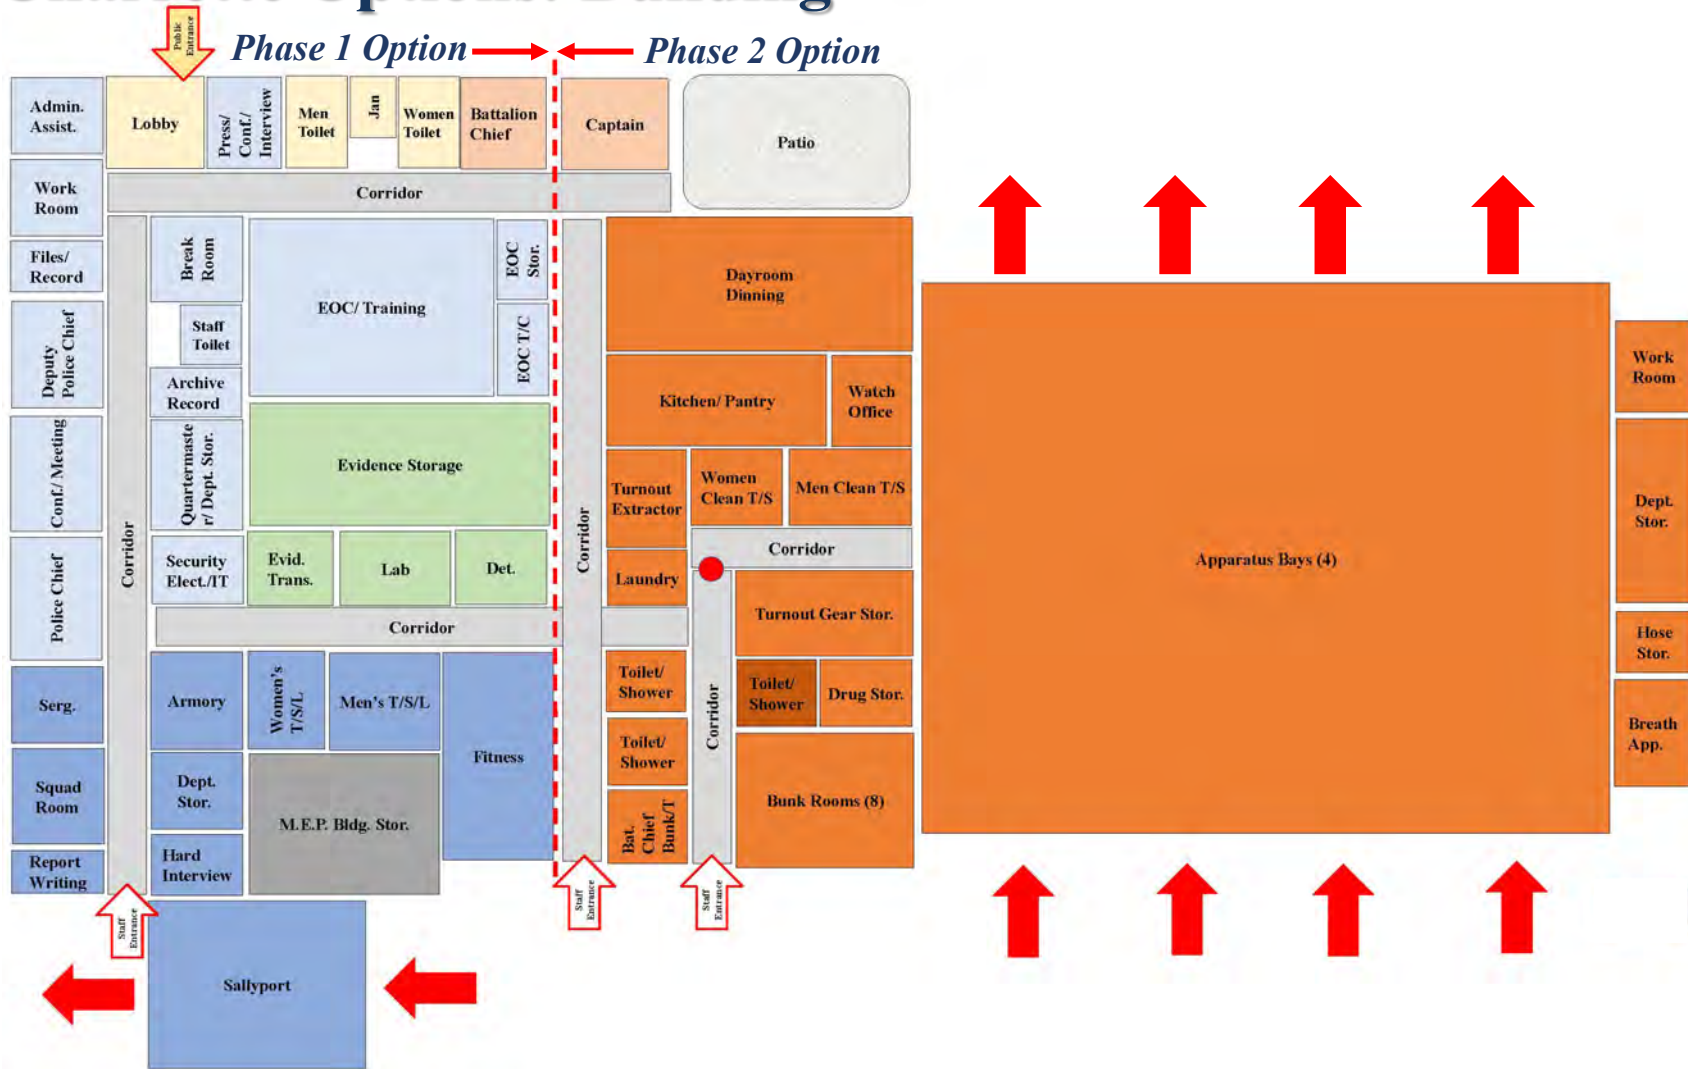 Options: Building
Public
Entrance
Phase 1 Option
Phase 2 Option
Admin.
Assist.
Lobby
Press/
Conf./
Interview
Men
Toilet
Jan
Women
Toilet
Battalion
Chief
Captain
Patio
Work
Room
Corridor
Files/
Record
Break
Room
EOC/ Training
EOC
Stor.
EOC T/C
Dayroom
Dinning
Deputy
Police Chief
Staff
Toilet
Archive
Record
Kitchen/ Pantry
Watch
Office
Work
Room
Conf./ Meeting
Quartermaste
r/ Dept. Stor.
Evidence Storage
Turnout
Extractor
Women
Clean T/S
Men Clean T/S
Dept.
Stor.
Corridor
Corridor
Corridor
Police Chief
Security
Elect./IT
Evid.
Trans.
Lab
Det.
Laundry
Apparatus Bays (4)
Corridor
Turnout Gear Stor.
Hose
Stor.
Serg.
Armory
Women's
T/S/L
Men's T/S/L
Fitness
Toilet/
Shower
Corridor
Toilet/
Shower
Drug Stor.
Breath
App.
Squad
Room
Dept.
Stor.
M.E.P. Bldg. Stor.
Toilet/
Shower
Bunk Rooms (8)
Report
Writing
Hard
Interview
Bat.
Chief
Bunk/T
Staff
Entrance
Staff
Entrance
Staff
Entrance
Sallyport